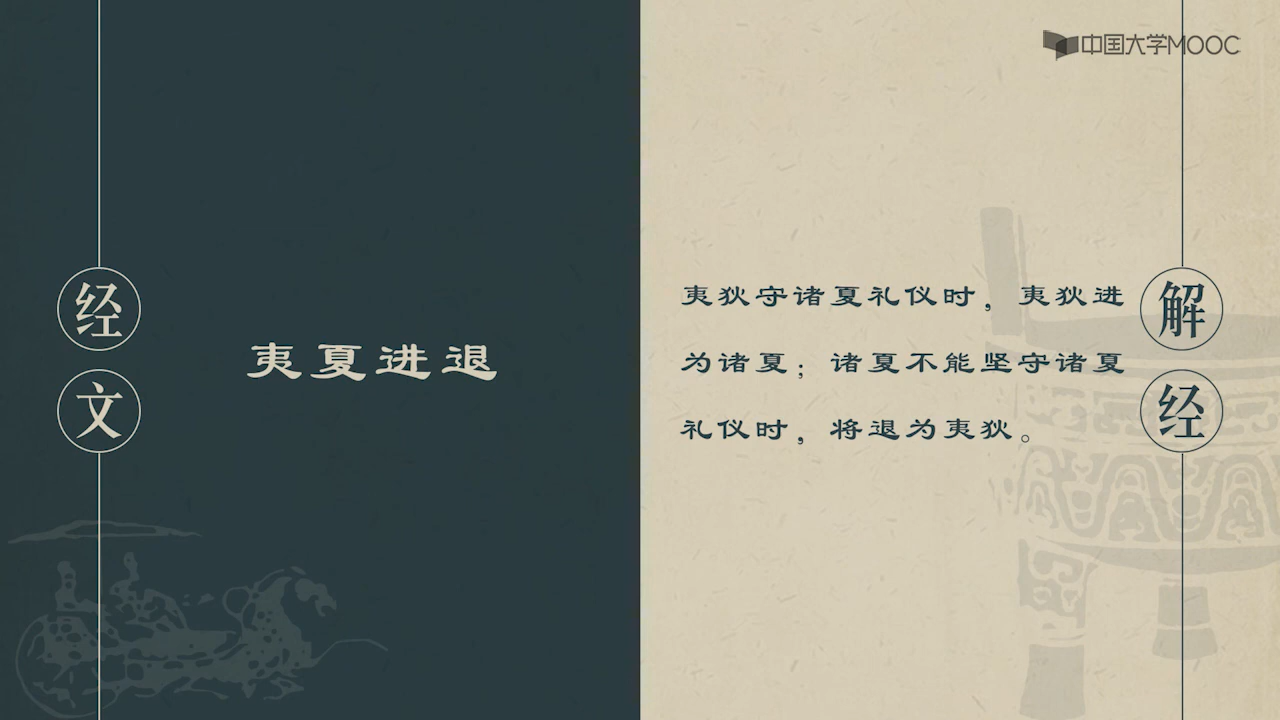 中国大学MOOC
经文
夷夏进退
夷狄守诸夏礼仪时，夷狄进
为诸夏；诸夏不能坚守诸夏
礼仪时，将退为夷狄。
解经